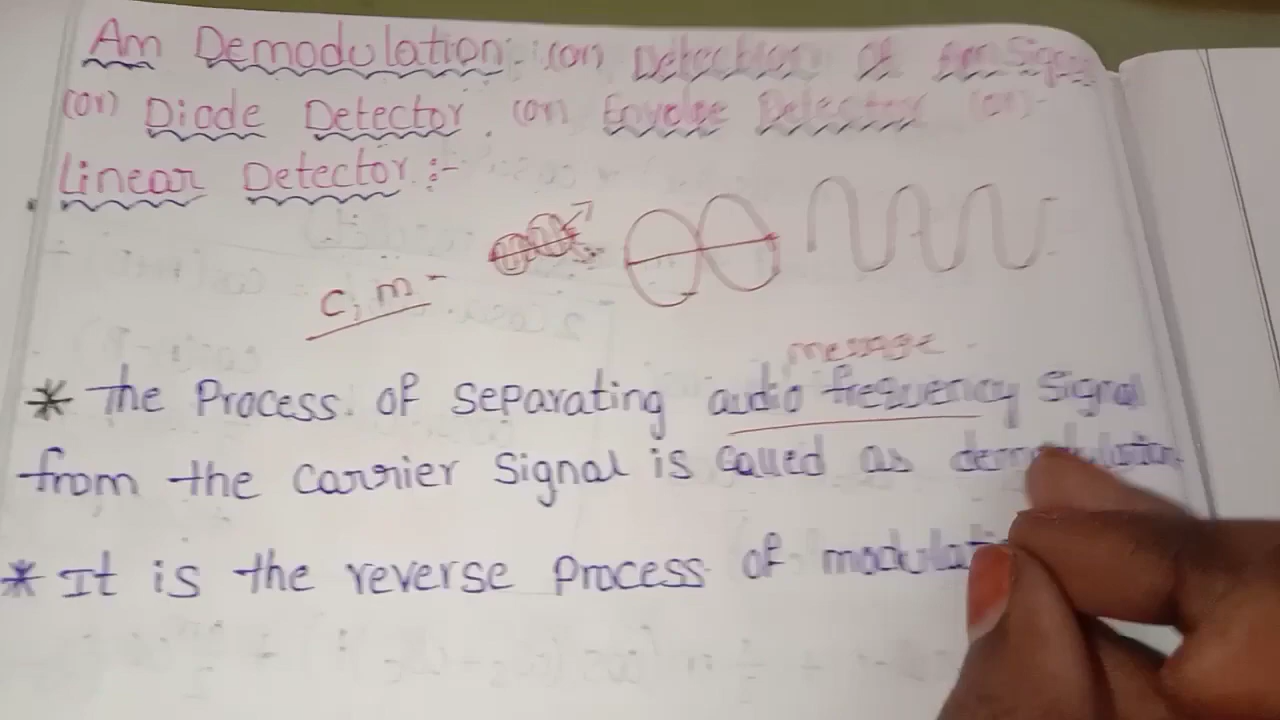 Am Demodulation:- (or) Detection of Am Signal
(or) Diode Detector. (or) Envelope Detector (or)-
Linear Detector :-
C, m -
message
* The Process of separating audio frequency signal
from the carrier signal is called as demodulation
* It is the reverse process of modulati